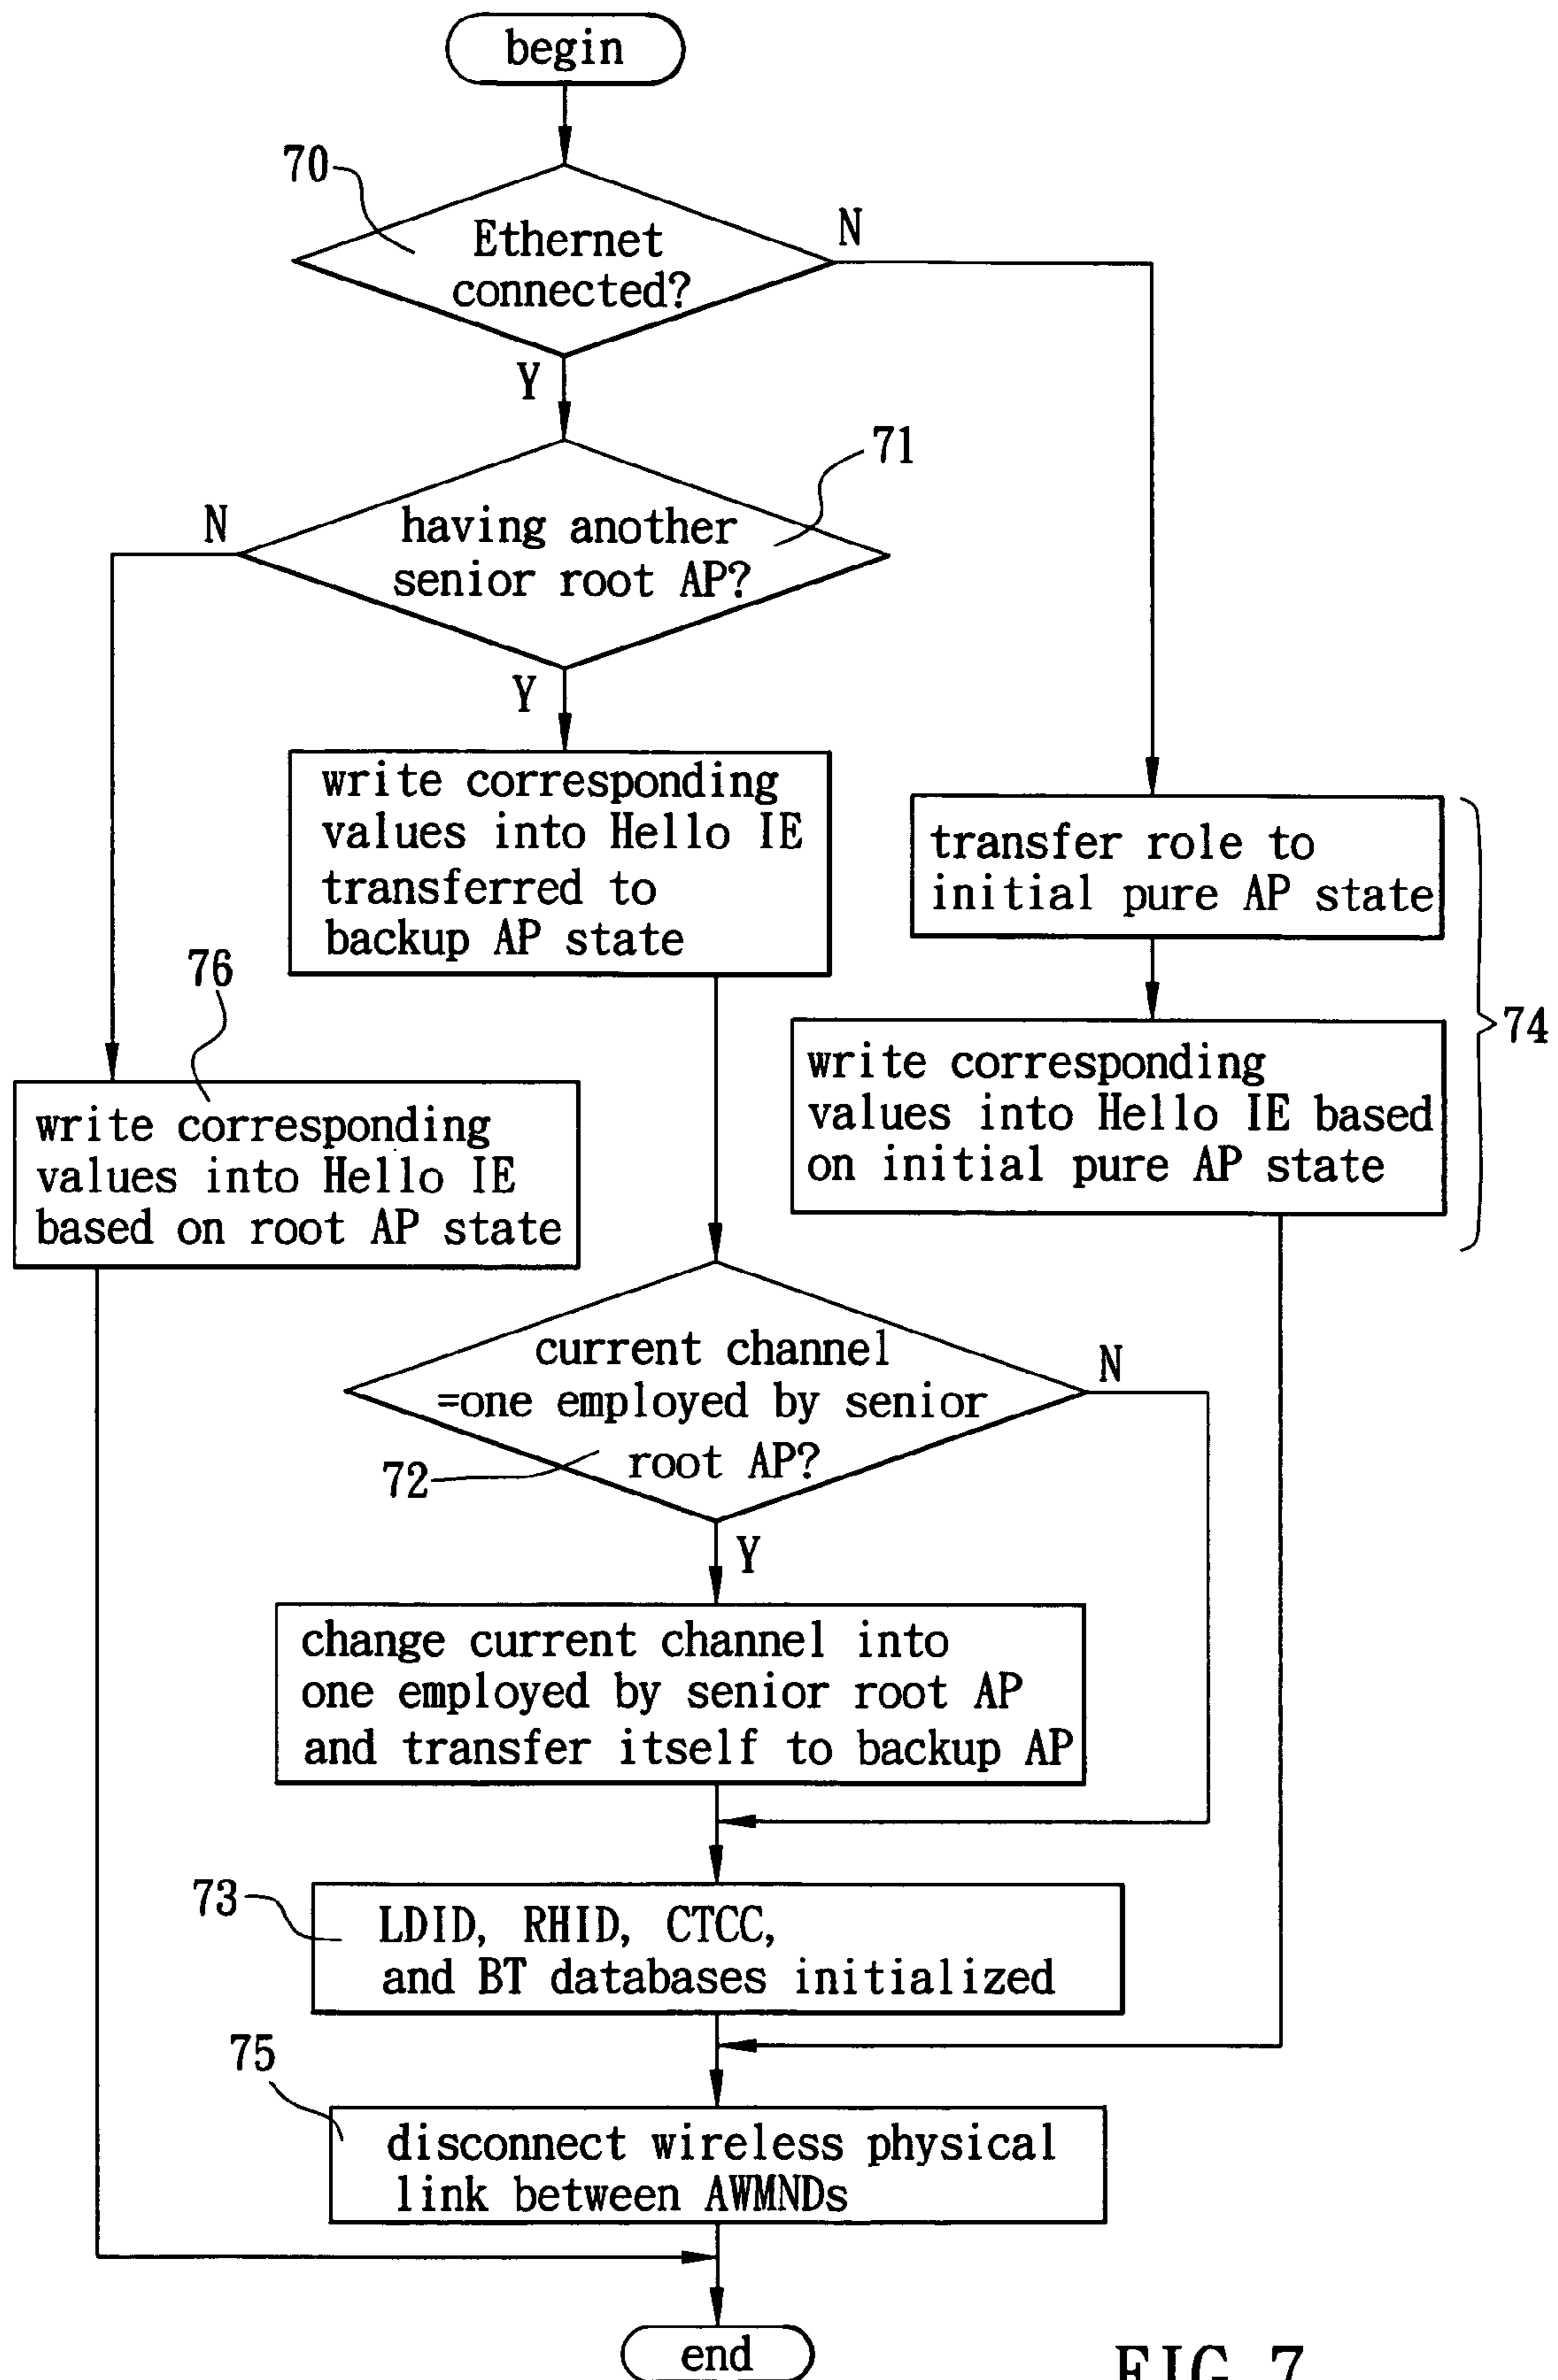 begin
70
Ethernet
connected?
N
Y
71
having another
senior root AP?
N
Y
write corresponding
values into Hello IE
transferred to
backup AP state
transfer role to
initial pure AP state
74
write corresponding
values into Hello IE based
on initial pure AP state
76
write corresponding
values into Hello IE
based on root AP state
current channel
=one employed by senior
root AP?
N
72
Y
change current channel into
one employed by senior root AP
and transfer itself to backup AP
73
LDID, RHID, CTCC,
and BT databases initialized
75
disconnect wireless physical
link between AWMNDs
end
FIG. 7